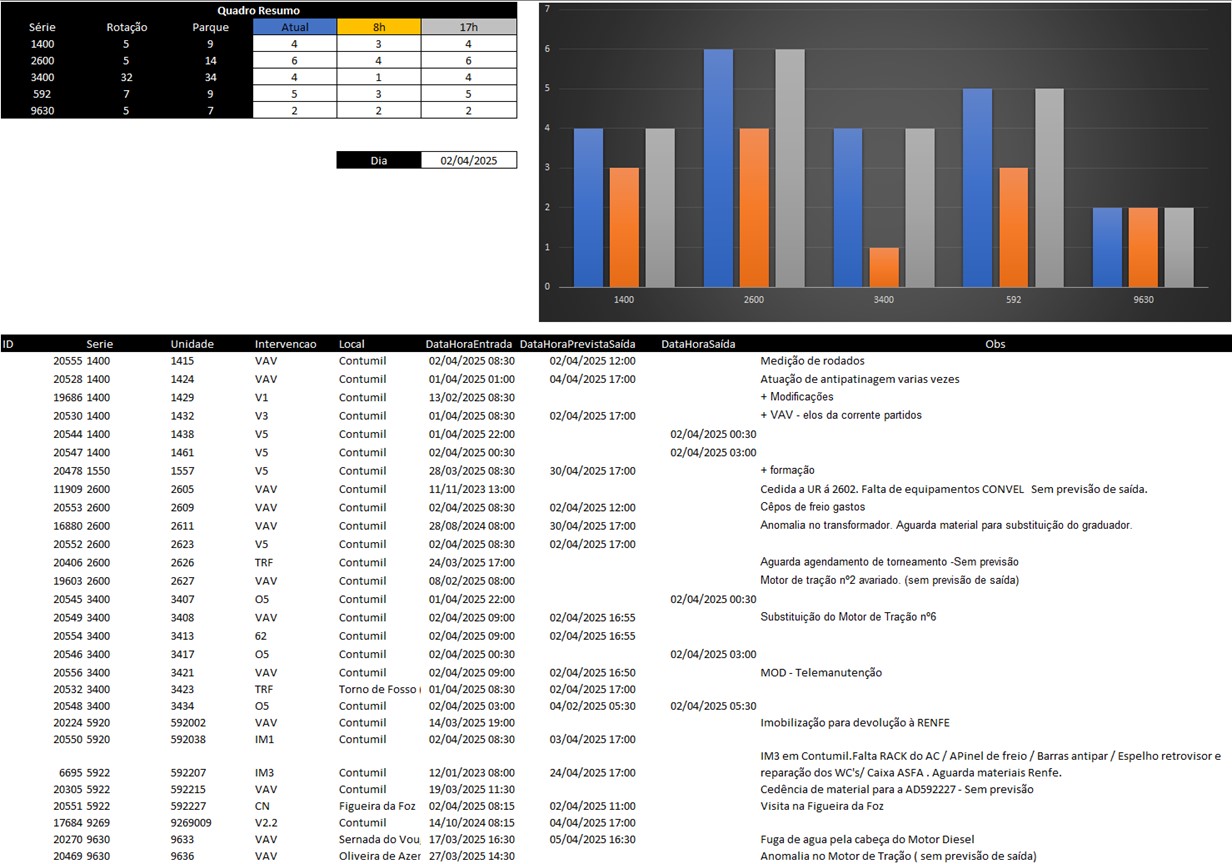 Quadro Resumo
Série Rotação Parque Atual 8h 17h
1400 5 9 4 3 4
2600 5 14 6 4 6
3400 32 34 4 1 4
592 7 9 5 3 5
9630 5 7 2 2 2
Dia 02/04/2025
7
6
5
4
3
2
1
0
1400 2600 3400 592 9630
ID Serie Unidade Intervencao Local DataHoraEntrada DataHoraPrevistaSaída DataHoraSaída Obs
20555 1400 1415 VAV Contumil 02/04/2025 08:30 02/04/2025 12:00 Medição de rodados
20528 1400 1424 VAV Contumil 01/04/2025 01:00 04/04/2025 17:00 Atuação de antipatinagem varias vezes
19686 1400 1429 V1 Contumil 13/02/2025 08:30 + Modificações
20530 1400 1432 V3 Contumil 01/04/2025 08:30 02/04/2025 17:00 + VAV - elos da corrente partidos
20544 1400 1438 V5 Contumil 01/04/2025 22:00 02/04/2025 00:30
20547 1400 1461 V5 Contumil 02/04/2025 00:30 02/04/2025 03:00
20478 1550 1557 V5 Contumil 28/03/2025 08:30 30/04/2025 17:00 + formação
11909 2600 2605 VAV Contumil 11/11/2023 13:00 Cedida a UR á 2602. Falta de equipamentos CONVEL Sem previsão de saída.
20553 2600 2609 VAV Contumil 02/04/2025 08:30 02/04/2025 12:00 Cêpos de freio gastos
16880 2600 2611 VAV Contumil 28/08/2024 08:00 30/04/2025 17:00 Anomalia no transformador. Aguarda material para substituição do graduador.
20552 2600 2623 V5 Contumil 02/04/2025 08:30 02/04/2025 17:00
20406 2600 2626 TRF Contumil 24/03/2025 17:00 Aguarda agendamento de torneamento -Sem previsão
19603 2600 2627 VAV Contumil 08/02/2025 08:00 Motor de tração nº2 avariado. (sem previsão de saída)
20545 3400 3407 O5 Contumil 01/04/2025 22:00 02/04/2025 00:30
20549 3400 3408 VAV Contumil 02/04/2025 09:00 02/04/2025 16:55 Substituição do Motor de Tração nº6
20554 3400 3413 62 Contumil 02/04/2025 09:00 02/04/2025 16:55
20546 3400 3417 O5 Contumil 02/04/2025 00:30 02/04/2025 03:00
20556 3400 3421 VAV Contumil 02/04/2025 09:00 02/04/2025 16:50 MOD - Telemanutenção
20532 3400 3423 TRF Torno de Fosso ( 01/04/2025 08:30 02/04/2025 17:00
20548 3400 3434 O5 Contumil 02/04/2025 03:00 04/02/2025 05:30 02/04/2025 05:30
20224 5920 592002 VAV Contumil 14/03/2025 19:00 Imobilização para devolução à RENFE
20550 5920 592038 IM1 Contumil 02/04/2025 08:30 03/04/2025 17:00
IM3 em Contumil.Falta RACK do AC / APinel de freio / Barras antipar / Espelho retrovisor e
6695 5922 592207 IM3 Contumil 12/01/2023 08:00 24/04/2025 17:00 reparação dos WC's/ Caixa ASFA . Aguarda materiais Renfe.
20305 5922 592215 VAV Contumil 19/03/2025 11:30 Cedência de material para a AD592227 - Sem previsão
20551 5922 592227 CN Figueira da Foz 02/04/2025 08:15 02/04/2025 11:00 Visita na Figueira da Foz
17684 9269 9269009 V2.2 Contumil 14/10/2024 08:15 04/04/2025 17:00
20270 9630 9633 VAV Sernada do Vou 17/03/2025 16:30 05/04/2025 16:30 Fuga de agua pela cabeça do Motor Diesel
20469 9630 9636 VAV Oliveira de Azer 27/03/2025 14:30 Anomalia no Motor de Tração ( sem previsão de saída)